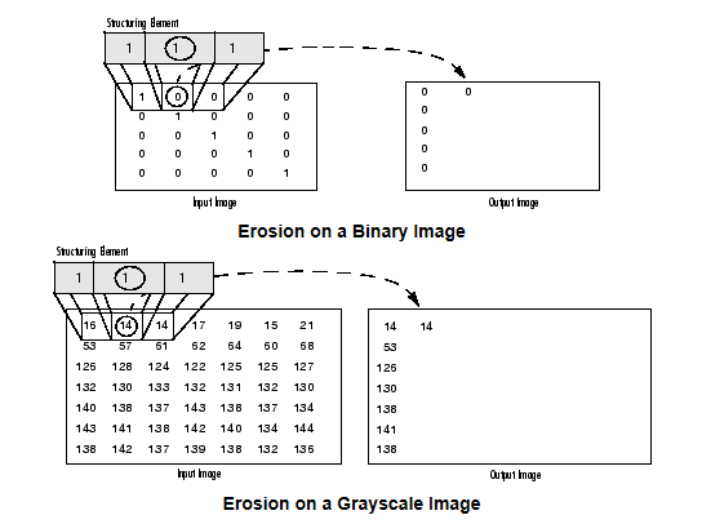 Structuring Element
1 1 1
1 0 0 0 0
0 1 0 0 0
0 0 1 0 0
0 0 0 1 0
0 0 0 0 1
Input Image
0 0
0
0
0
0
Output Image
Erosion on a Binary Image
Structuring Element
1 1 1
16 14 14 17 19 15 21
53 57 61 62 64 60 68
126 128 124 122 125 125 127
132 130 133 132 131 132 130
140 138 137 143 138 137 134
143 141 138 142 140 134 144
138 142 137 139 138 132 136
Input Image
14 14
53
126
130
138
141
138
Output Image
Erosion on a Grayscale Image